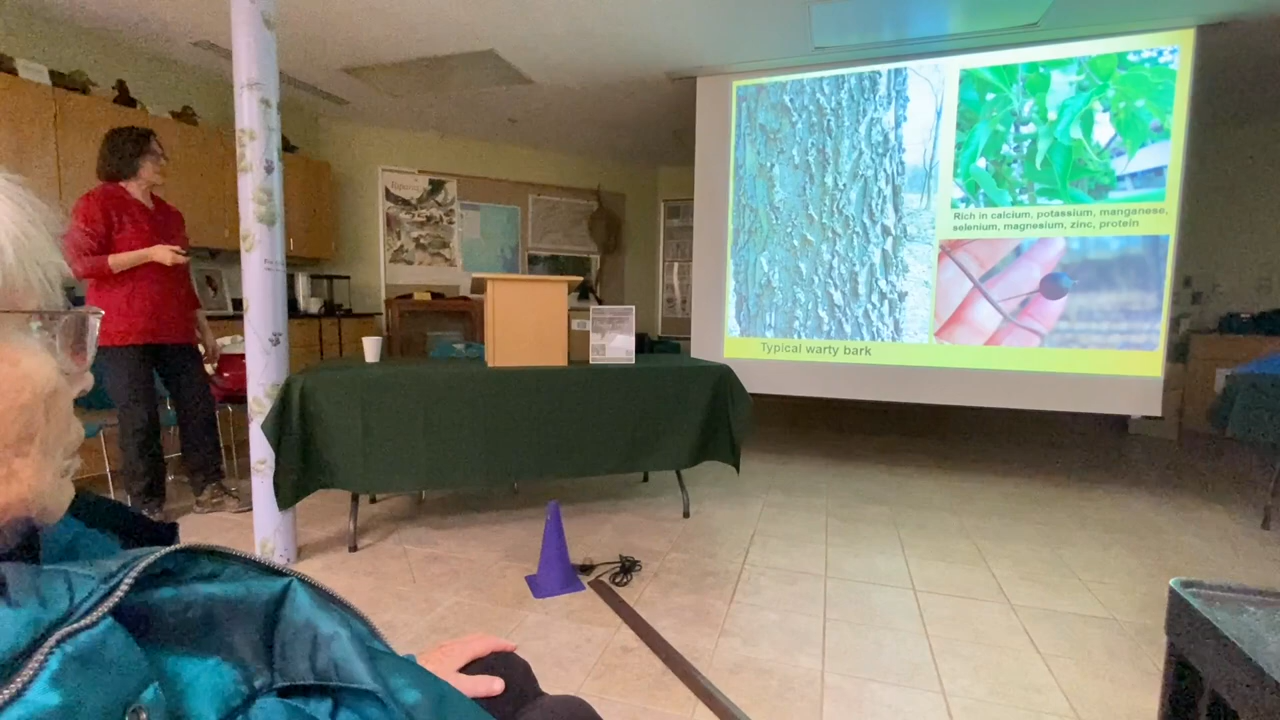 Rich in calcium, potassium, manganese,
selenium, magnesium, zinc, protein
Typical warty bark